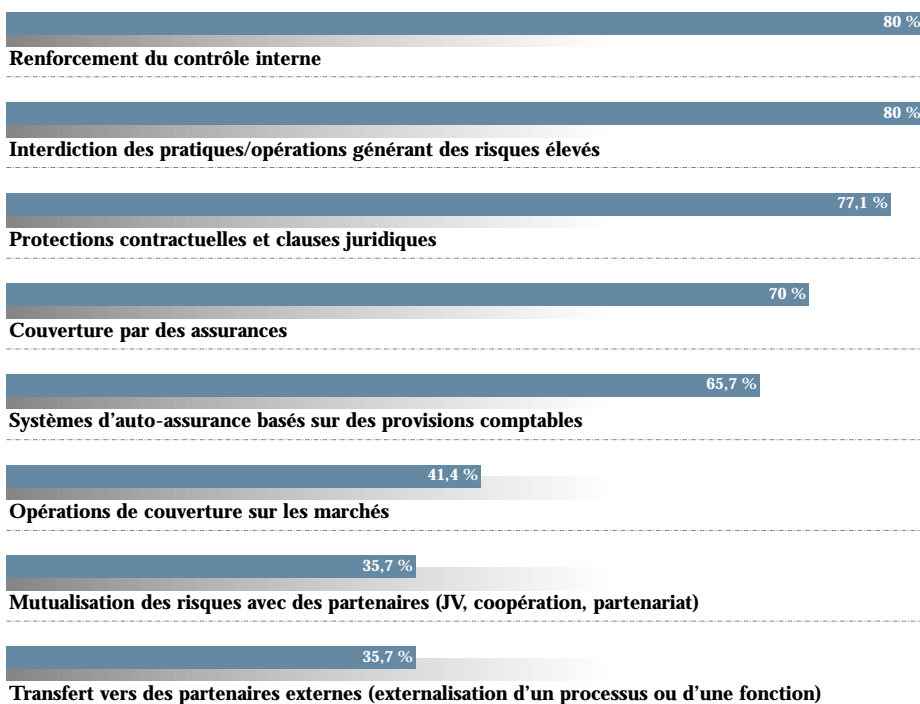 80 %
Renforcement du contrôle interne
80 %
Interdiction des pratiques/opérations générant des risques élevés
77,1 %
Protections contractuelles et clauses juridiques
70 %
Couverture par des assurances
65,7 %
Systèmes d'auto-assurance basés sur des provisions comptables
41,4 %
Opérations de couverture sur les marchés
35,7 %
Mutualisation des risques avec des partenaires (JV, coopération, partenariat)
35,7 %
Transfert vers des partenaires externes (externalisation d'un processus ou d'une fonction)